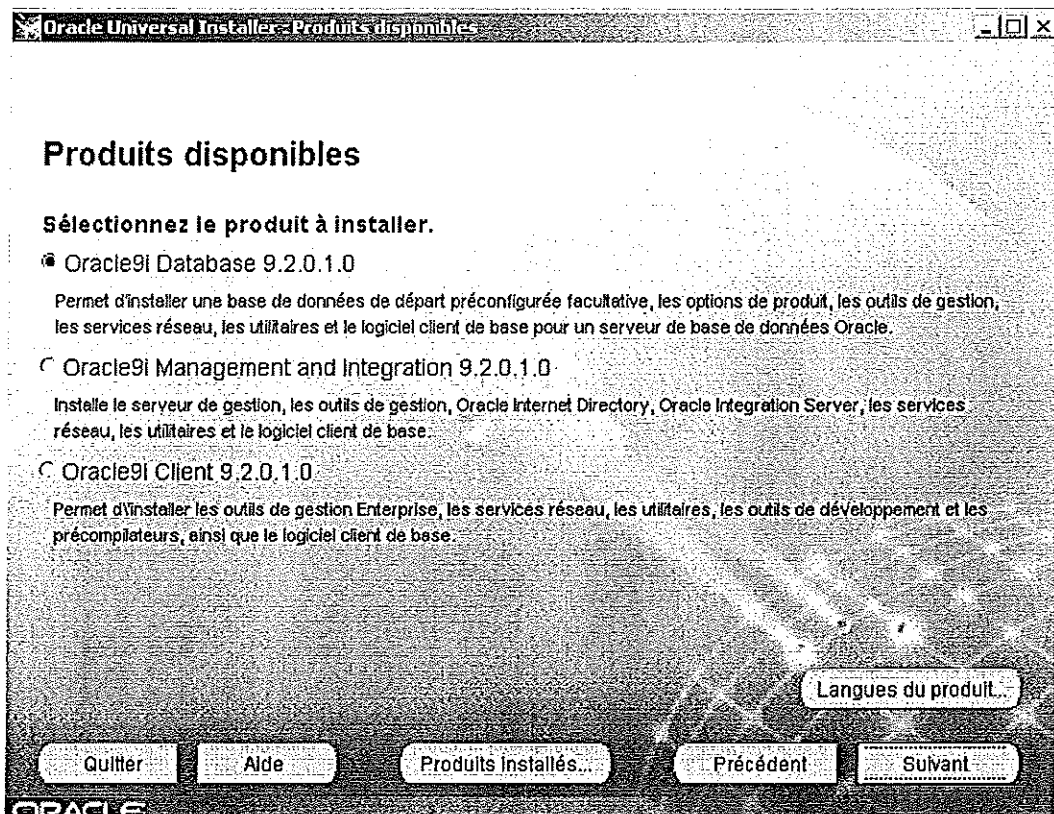 Oracle Universal Installer - Produits disponibles
Produits disponibles
Sélectionnez le produit à installer.
Oracle9i Database 9.2.0.1.0
Permet d'installer une base de données de départ préconfigurée facultative, les options de produit, les outils de gestion,
les services réseau, les utilitaires et le logiciel client de base pour un serveur de base de données Oracle.
Oracle9i Management and Integration 9.2.0.1.0
Installe le serveur de gestion, les outils de gestion, Oracle Internet Directory, Oracle Integration Server, les services
réseau, les utilitaires et le logiciel client de base.
Oracle9i Client 9.2.0.1.0
Permet d\'installer les outils de gestion Enterprise, les services réseau, les utilitaires, les outils de développement et les
précompilateurs, ainsi que le logiciel client de base.
Langues du produit...
Quitter Aide Produits installés... Précédent Suivant
ORACLE